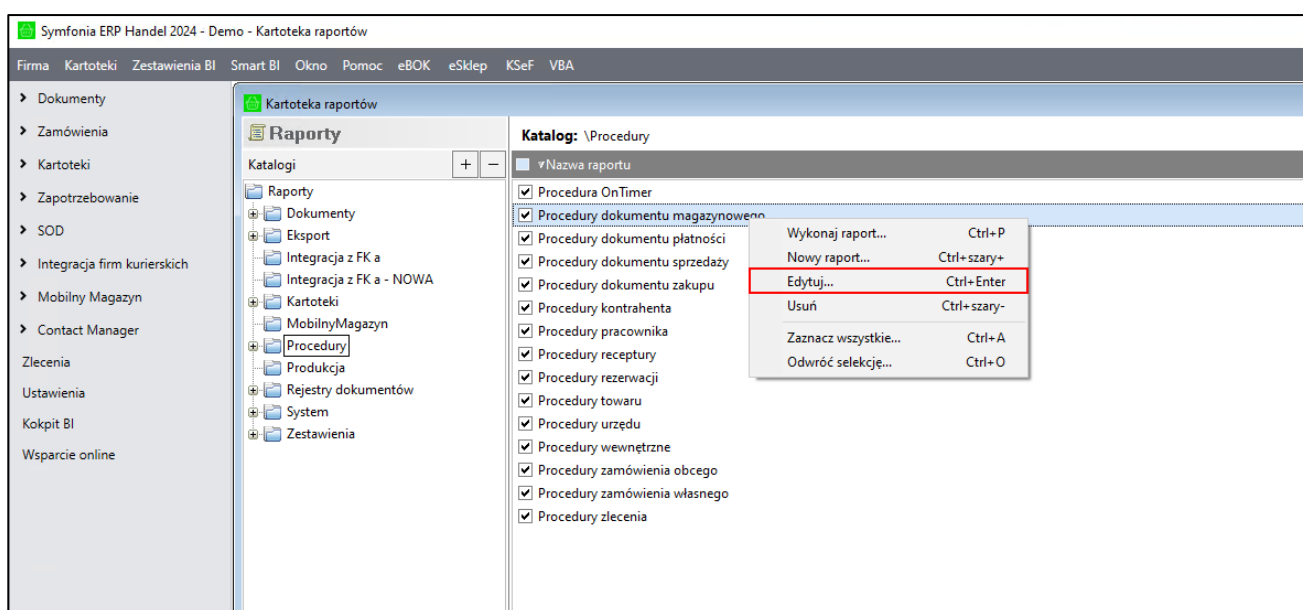 Symfonia ERP Handel 2024 - Demo - Kartoteka raportów
Firma Kartoteki Zestawienia BI Smart BI Okno Pomoc eBOK eSklep KSeF VBA
Dokumenty
Zamówienia
Kartoteki
Zapotrzebowanie
SOD
Integracja firm kurierskich
Mobilny Magazyn
Contact Manager
Zlecenia
Ustawienia
Kokpit BI
Wsparcie online
Kartoteka raportów
Raporty
Katalogi + −
Raporty
Dokumenty
Eksport
Integracja z FK a
Integracja z FK a - NOWA
Kartoteki
MobilnyMagazyn
Procedury
Produkcja
Rejestry dokumentów
System
Zestawienia
Katalog: \Procedury
Nazwa raportu
Procedura OnTimer
Procedury dokumentu magazynowego
Procedury dokumentu płatności
Procedury dokumentu sprzedaży
Procedury dokumentu zakupu
Procedury kontrahenta
Procedury pracownika
Procedury receptury
Procedury rezerwacji
Procedury towaru
Procedury urzędu
Procedury wewnętrzne
Procedury zamówienia obcego
Procedury zamówienia własnego
Procedury zlecenia
Wykonaj raport... Ctrl+P
Nowy raport... Ctrl+szary+
Edytuj... Ctrl+Enter
Usuń Ctrl+szary-
Zaznacz wszystkie... Ctrl+A
Odwróć selekcję... Ctrl+O